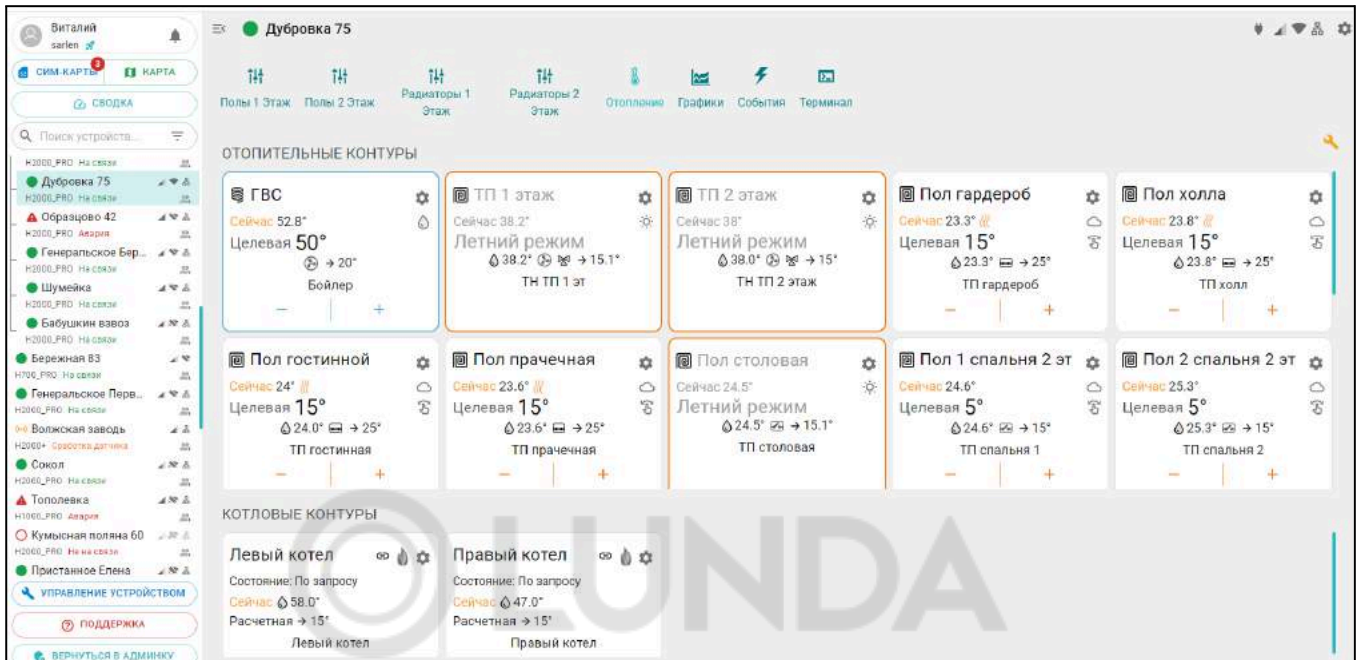 Виталий
sarlen
СИМ-КАРТЫ 3
КАРТА
СВОДКА
Поиск устройств...
H2000_PRO На связи
Дубровка 75
H2000_PRO На связи
Образцово 42
H2000_PRO Авария
Генеральское Бер...
H2000_PRO На связи
Шумейка
H2000_PRO На связи
Бабушкин взвоз
H2000_PRO На связи
Бережная 83
H700_PRO На связи
Генеральское Перв...
H2000_PRO На связи
Волжская заводь
H2000+ Сработка датчика
Сокол
H2000_PRO На связи
Тополевка
H1000_PRO Авария
Кумысная поляна 60
H2000_PRO Не на связи
Пристанное Елена
УПРАВЛЕНИЕ УСТРОЙСТВОМ
ПОДДЕРЖКА
ВЕРНУТЬСЯ В АДМИНКУ
Дубровка 75
Полы 1 Этаж
Полы 2 Этаж
Радиаторы 1
Этаж
Радиаторы 2
Этаж
Отопление
Графики
События
Терминал
ОТОПИТЕЛЬНЫЕ КОНТУРЫ
ГВС
Сейчас 52.8°
Целевая 50°
→ 20°
Бойлер
− +
ТП 1 этаж
Сейчас 38.2°
Летний режим
38.2° → 15.1°
ТН ТП 1 эт
ТП 2 этаж
Сейчас 38°
Летний режим
38.0° → 15°
ТН ТП 2 этаж
Пол гардероб
Сейчас 23.3°
Целевая 15°
23.3° → 25°
ТП гардероб
− +
Пол холла
Сейчас 23.8°
Целевая 15°
23.8° → 25°
ТП холл
− +
Пол гостинной
Сейчас 24°
Целевая 15°
24.0° → 25°
ТП гостинная
− +
Пол прачечная
Сейчас 23.6°
Целевая 15°
23.6° → 25°
ТП прачечная
− +
Пол столовая
Сейчас 24.5°
Летний режим
24.5° → 15.1°
ТП столовая
Пол 1 спальня 2 эт
Сейчас 24.6°
Целевая 5°
24.6° → 15°
ТП спальня 1
− +
Пол 2 спальня 2 эт
Сейчас 25.3°
Целевая 5°
25.3° → 15°
ТП спальня 2
− +
КОТЛОВЫЕ КОНТУРЫ
Левый котел
Состояние: По запросу
Сейчас 58.0°
Расчетная → 15°
Левый котел
Правый котел
Состояние: По запросу
Сейчас 47.0°
Расчетная → 15°
Правый котел
LUNDA